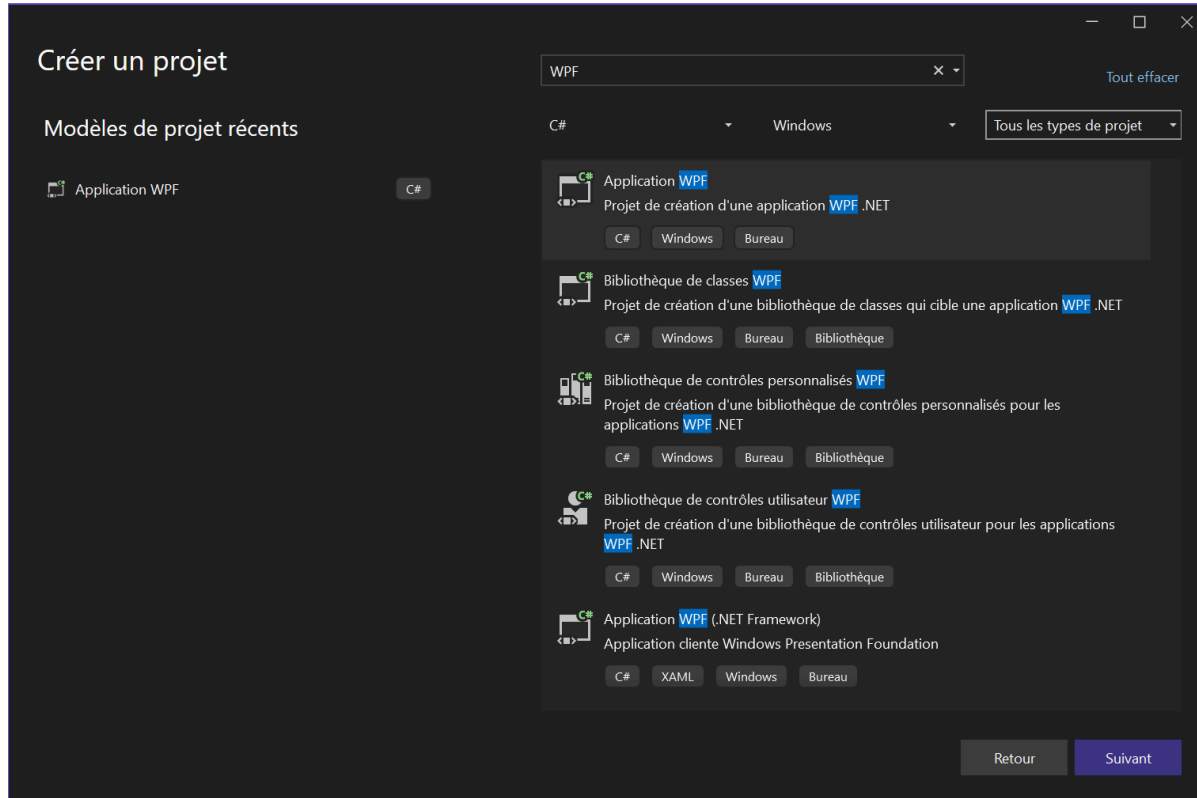 Créer un projet
WPF
Tout effacer
Modèles de projet récents
C#
Windows
Tous les types de projet
Application WPF
C#
C#
Application WPF
Projet de création d'une application WPF .NET
C#
Windows
Bureau
C#
Bibliothèque de classes WPF
Projet de création d'une bibliothèque de classes qui cible une application WPF .NET
C#
Windows
Bureau
Bibliothèque
C#
Bibliothèque de contrôles personnalisés WPF
Projet de création d'une bibliothèque de contrôles personnalisés pour les
applications WPF .NET
C#
Windows
Bureau
Bibliothèque
C#
Bibliothèque de contrôles utilisateur WPF
Projet de création d'une bibliothèque de contrôles utilisateur pour les applications
WPF .NET
C#
Windows
Bureau
Bibliothèque
C#
Application WPF (.NET Framework)
Application cliente Windows Presentation Foundation
C#
XAML
Windows
Bureau
Retour
Suivant